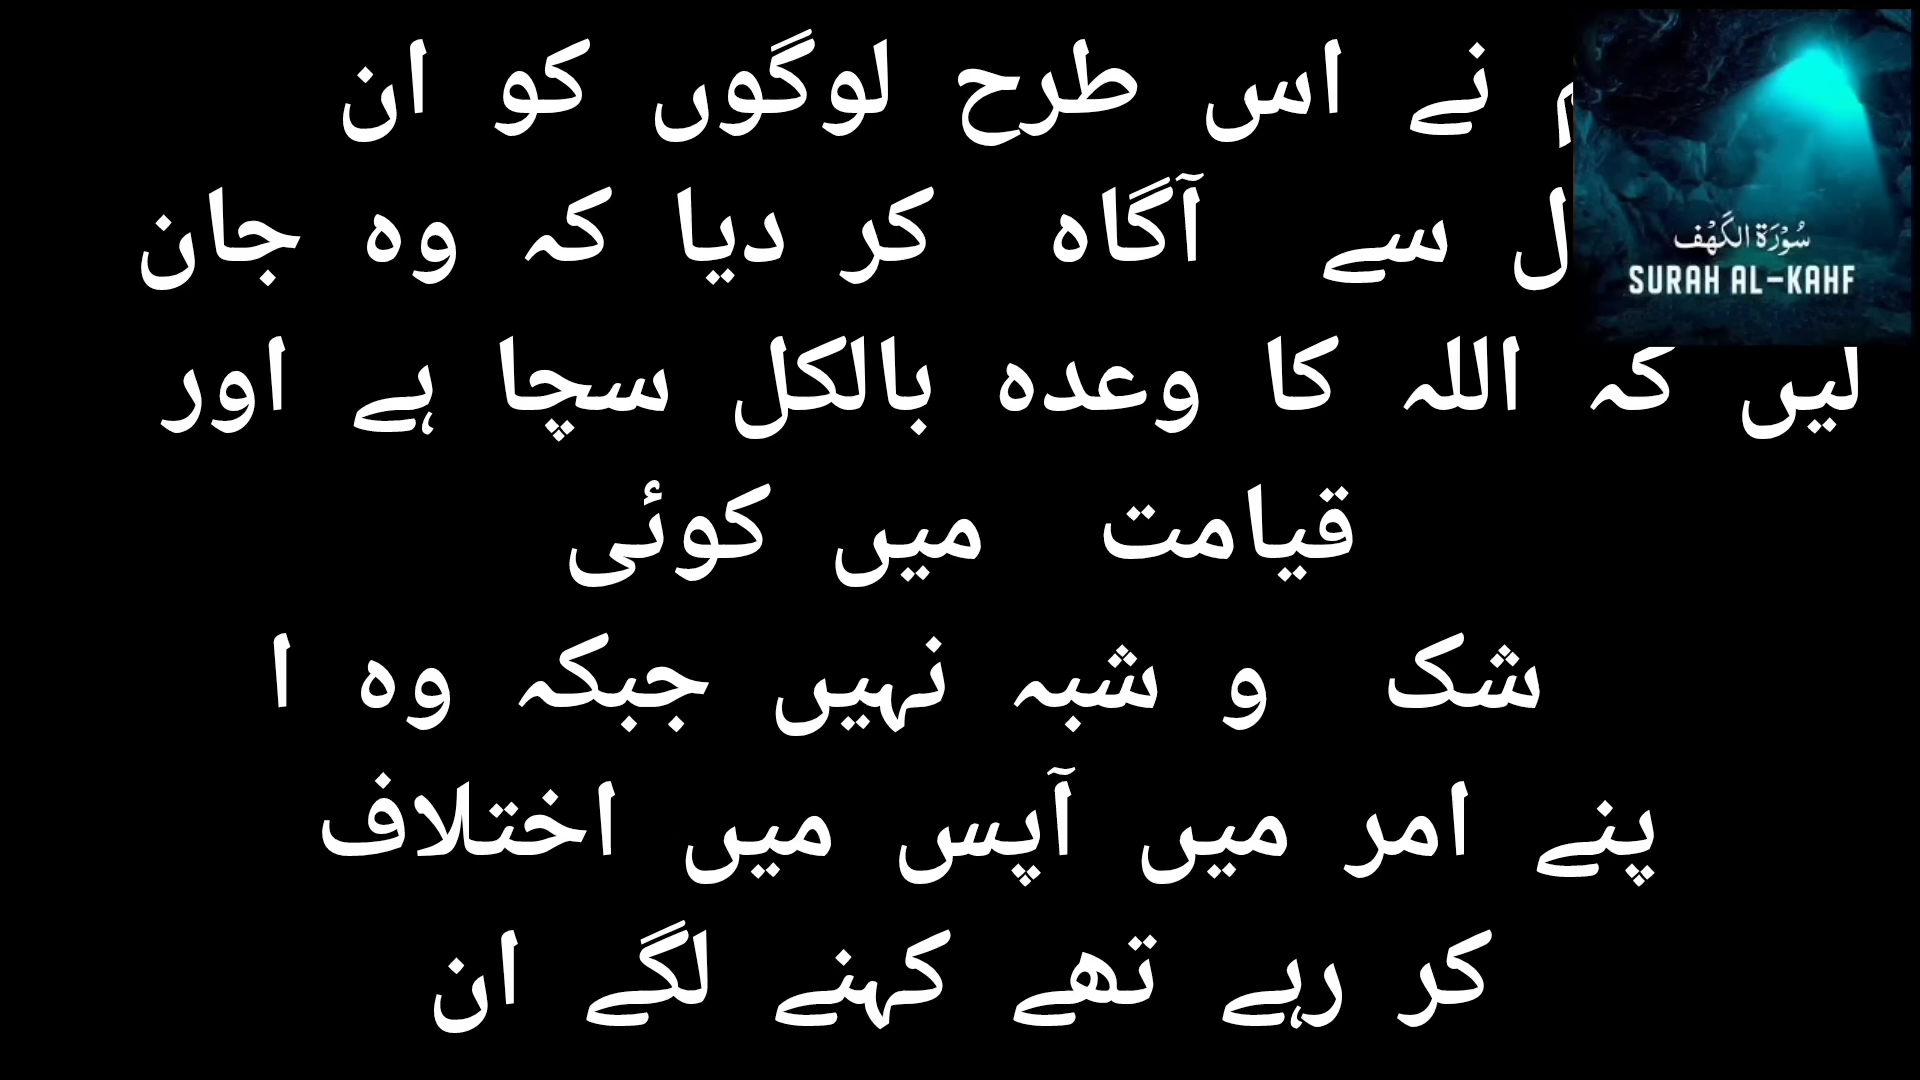 نے اس طرح لوگوں کو ان
سے آگاہ کر دیا کہ وہ جان
لیں کہ اللہ کا وعدہ بالکل سچا ہے اور
قیامت میں کوئی
شک و شبہ نہیں جبکہ وہ ا
پنے امر میں آپس میں اختلاف
کر رہے تھے کہنے لگے ان
سُوْرَة الكَهْف
SURAH AL-KAHF